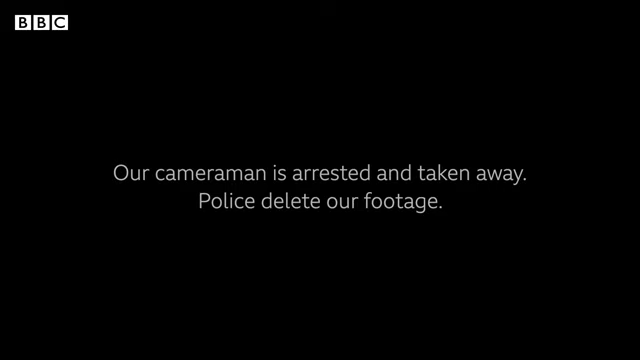 BBC
Our cameraman is arrested and taken away.
Police delete our footage.